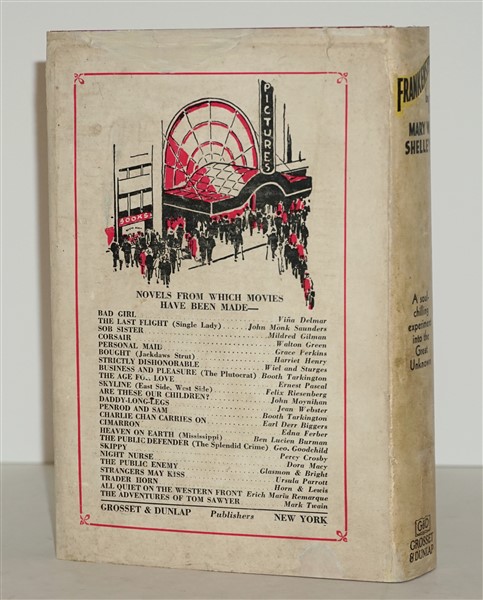 PICTURES
BOOKS
NOVELS FROM WHICH MOVIES
HAVE BEEN MADE—
BAD GIRL Viña Delmar
THE LAST FLIGHT (Single Lady) John Monk Saunders
SOB SISTER Mildred Gilman
CORSAIR Walton Green
PERSONAL MAID Grace Perkins
BOUGHT (Jackdaws Strut) Harriet Henry
STRICTLY DISHONORABLE Wiel and Sturges
BUSINESS AND PLEASURE (The Plutocrat) Booth Tarkington
THE AGE FO LOVE Ernest Pascal
SKYLINE (East Side, West Side) Felix Riesenberg
ARE THESE OUR CHILDREN? John Moynihan
DADDY-LONG-LEGS Jean Webster
PENROD AND SAM Booth Tarkington
CHARLIE CHAN CARRIES ON Earl Derr Biggers
CIMARRON Edna Ferber
HEAVEN ON EARTH (Mississippi) Ben Lucien Burman
THE PUBLIC DEFENDER (The Splendid Crime) Geo. Goodchild
SKIPPY Percy Crosby
NIGHT NURSE Dora Macy
THE PUBLIC ENEMY Glasmon & Bright
STRANGERS MAY KISS Ursula Parrott
TRADER HORN Horn & Lewis
ALL QUIET ON THE WESTERN FRONT Erich Maria Remarque
THE ADVENTURES OF TOM SAWYER Mark Twain
GROSSET & DUNLAP Publishers NEW YORK
MARY W.
SHELLEY
A soul-
chilling
experiment
into the
Great
Unknown
G&D
GROSSET
& DUNLAP